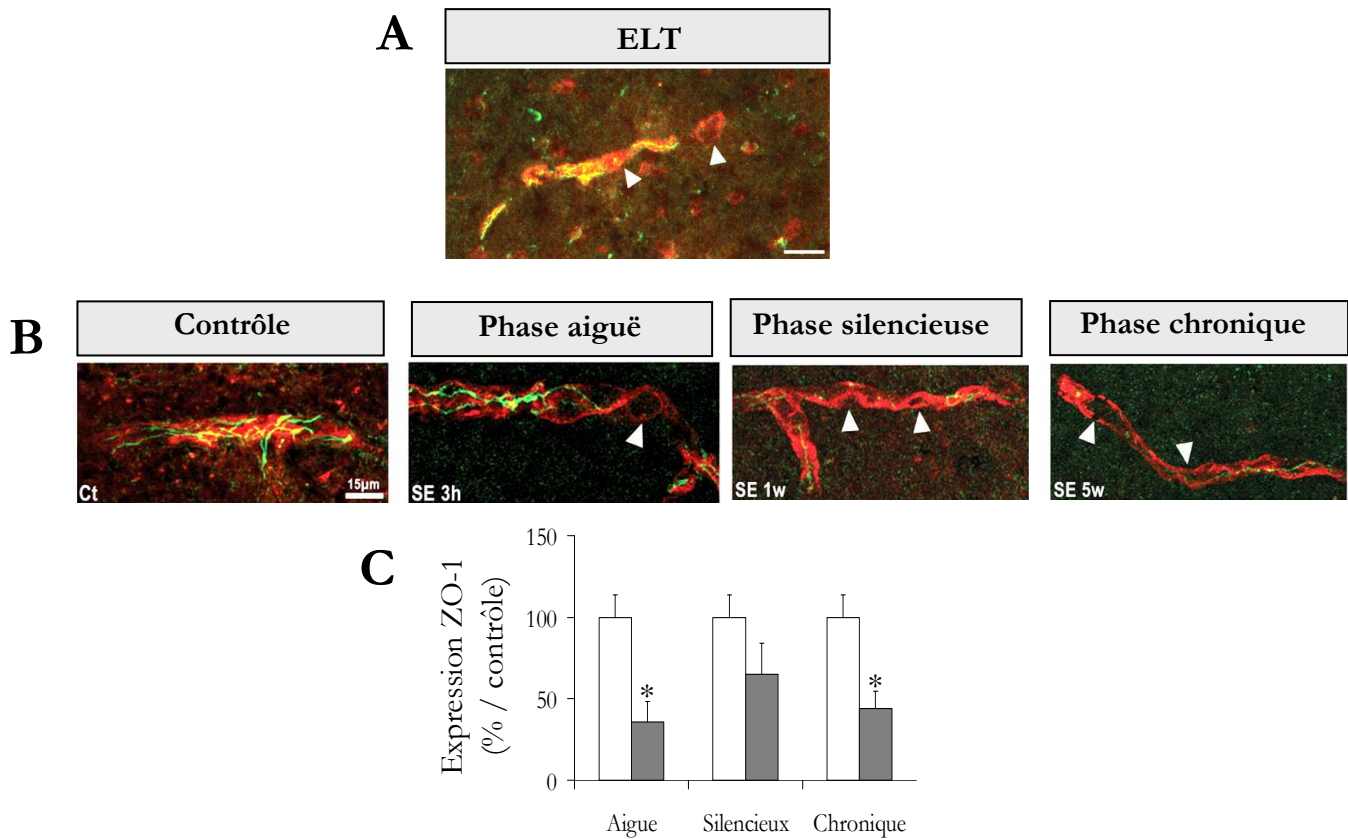 A
ELT
B
Contrôle
Phase aiguë
Phase silencieuse
Phase chronique
Ct
15µm
SE 3h
SE 1w
SE 5w
C
Expression ZO-1
(% / contrôle)
150
100
50
0
*
*
Aigue
Silencieux
Chronique